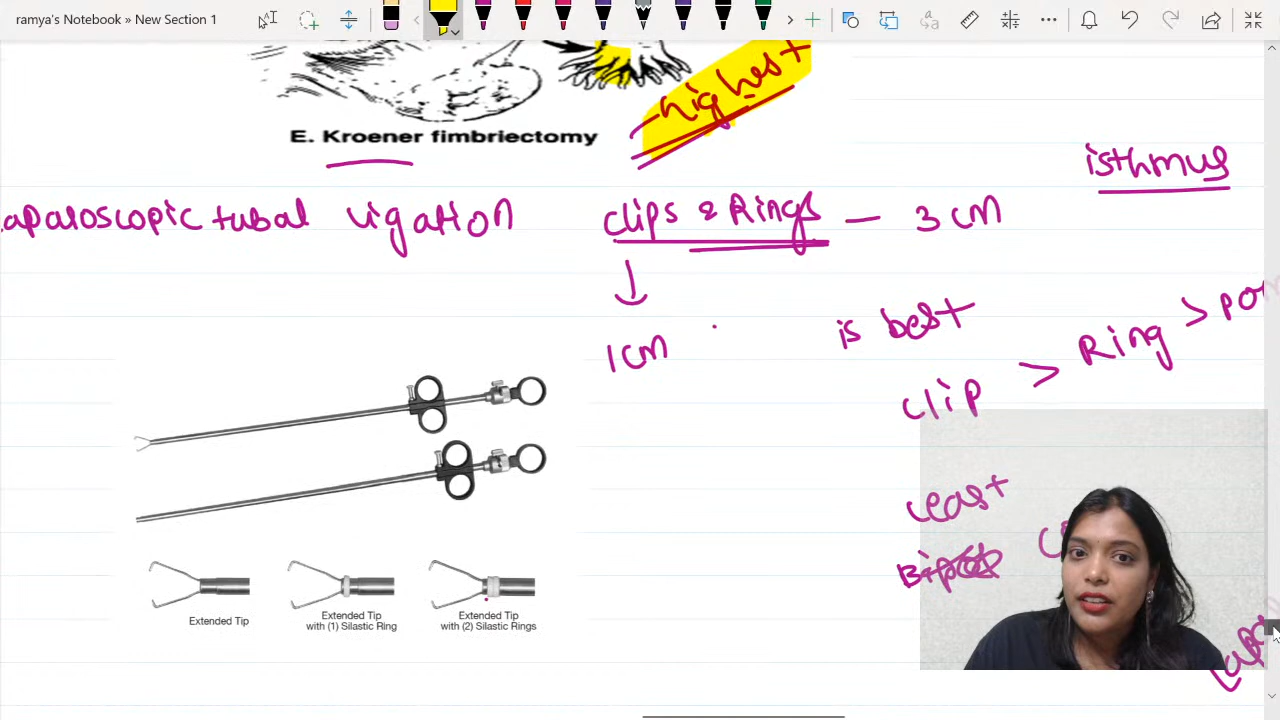 ramya's Notebook » New Section 1
highest
E. Kroener fimbriectomy
isthmus
aparoscopic tubal ligation clips & Rings — 3 cm
↓
1cm
is best
clip > Ring > pom
least
Extended Tip
Extended Tip
with (1) Silastic Ring
Extended Tip
with (2) Silastic Rings